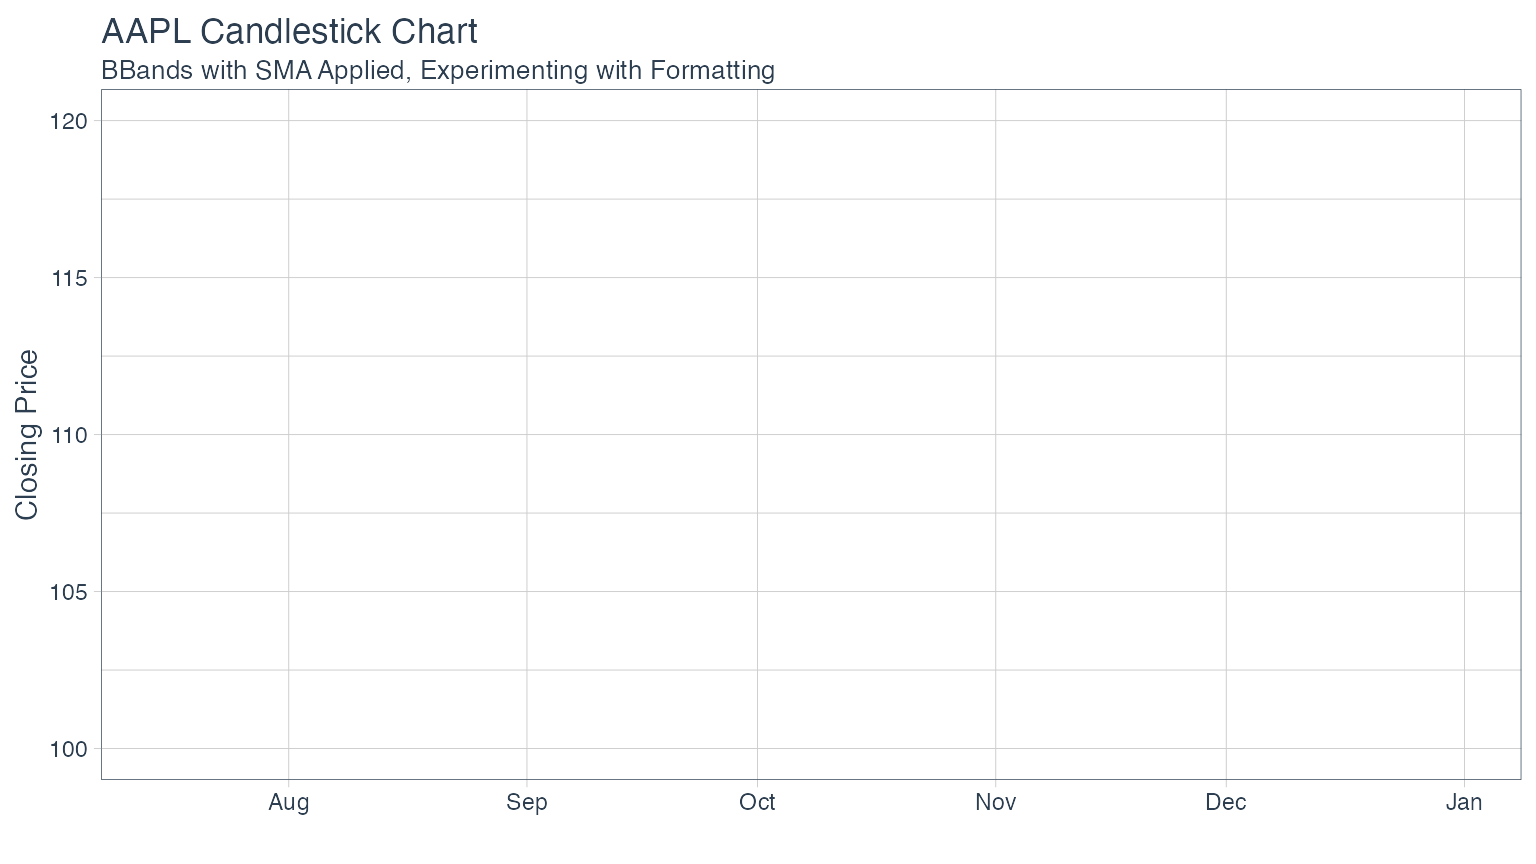 AAPL Candlestick Chart
BBands with SMA Applied, Experimenting with Formatting
120
115
110
105
100
Closing Price
Aug Sep Oct Nov Dec Jan